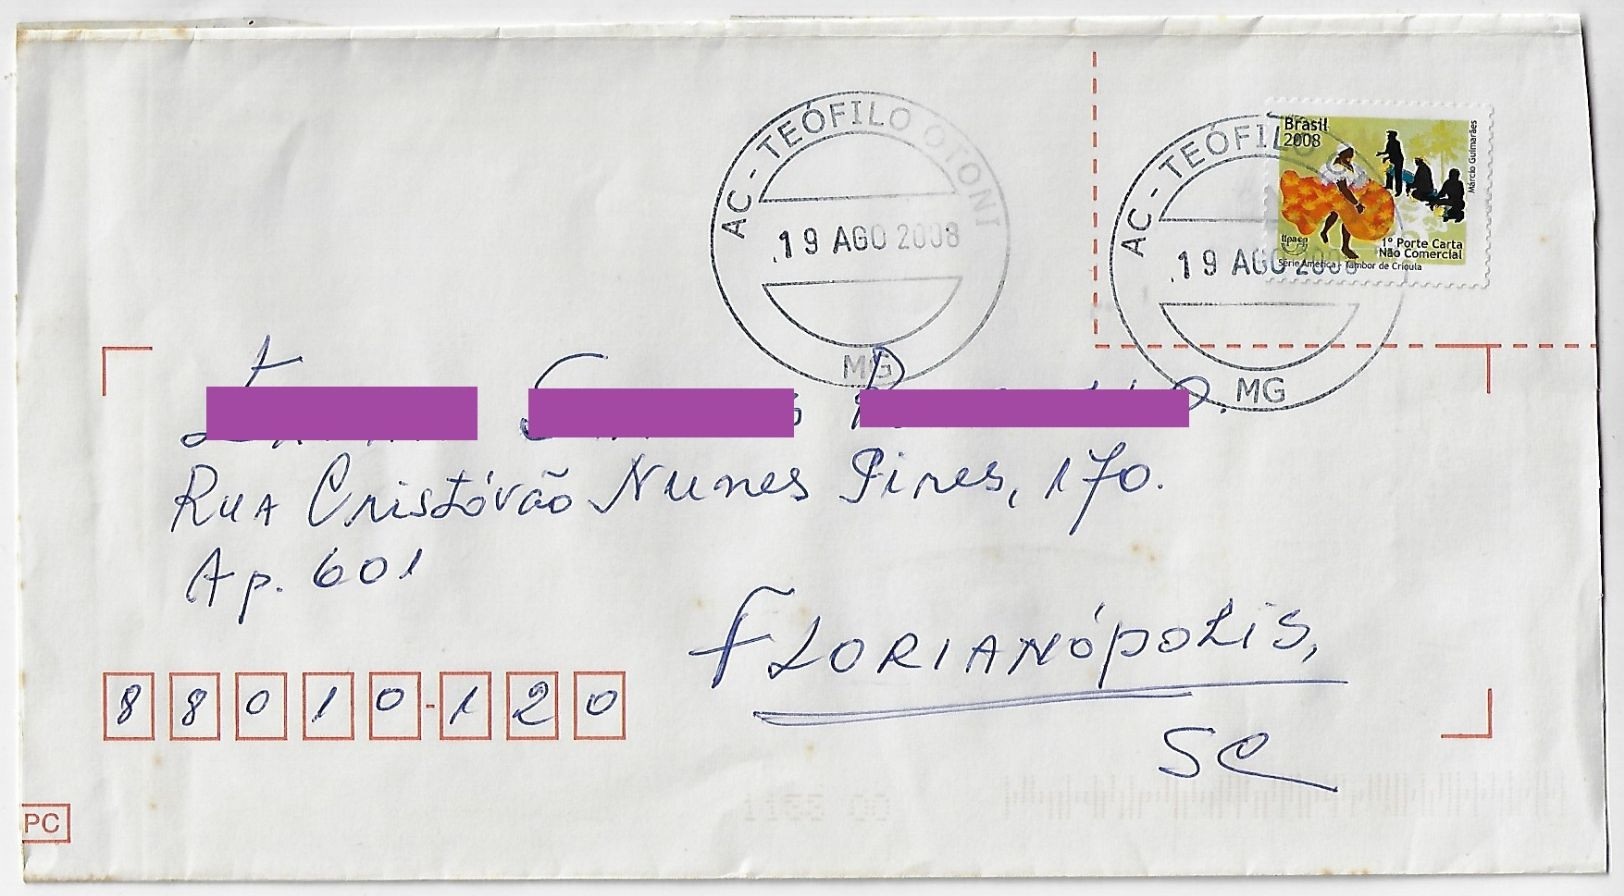 AC - TEÓFILO OTONI
19 AGO 2008
MG
AC - TEÓFILO O
19 AGO 2008
MG
Brasil
2008
Márcio Guimarães
Upaep
1º Porte Carta
Não Comercial
Série América - Tambor de Crioula
Rua Cristóvão Nunes Pires, 170.
Ap. 601
FLORIANÓPOLIS,
SC
88010-120
PC